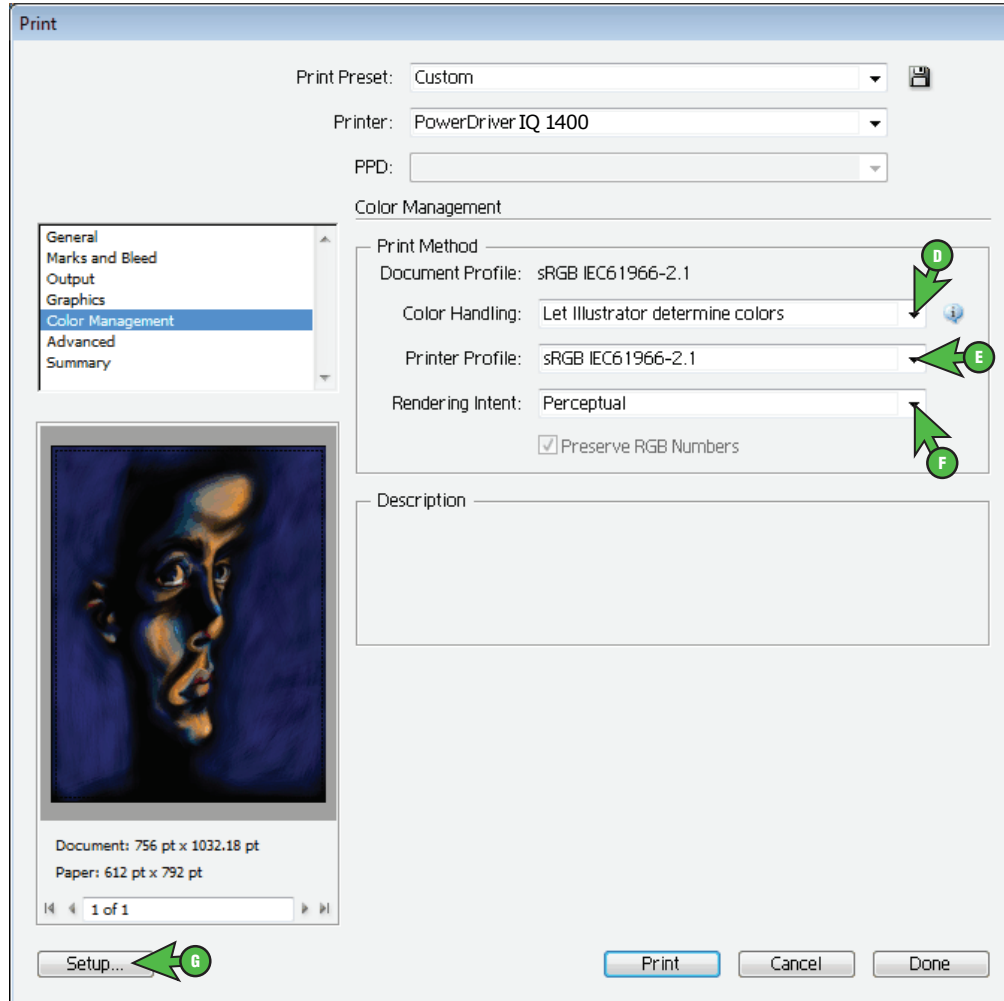 Print
Print Preset: Custom
Printer: PowerDriver IQ 1400
PPD:
Color Management
General
Marks and Bleed
Output
Graphics
Color Management
Advanced
Summary
Print Method
Document Profile: sRGB IEC61966-2.1
D
Color Handling: Let Illustrator determine colors
Printer Profile: sRGB IEC61966-2.1
E
Rendering Intent: Perceptual
Preserve RGB Numbers
F
Description
Document: 756 pt x 1032.18 pt
Paper: 612 pt x 792 pt
1 of 1
Setup...
G
Print
Cancel
Done